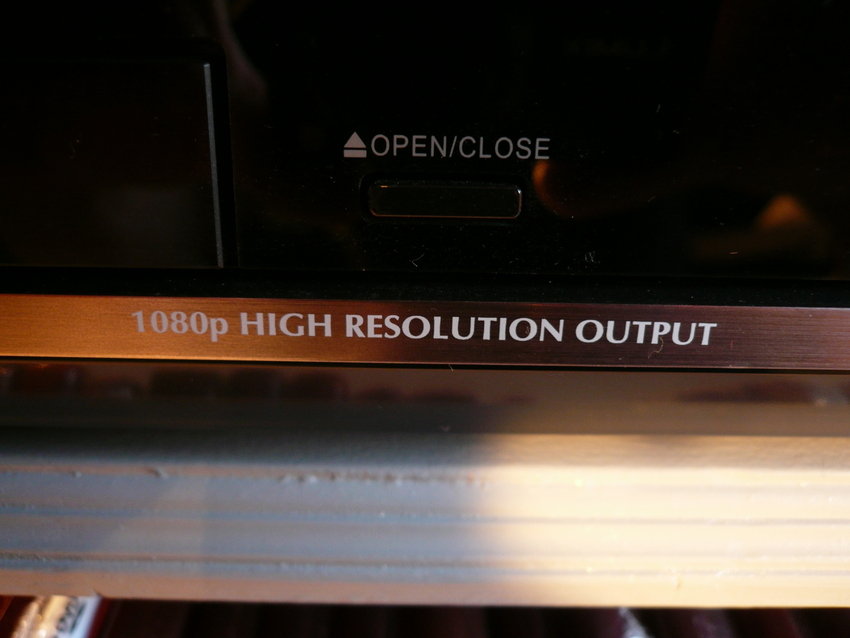 ⏏OPEN/CLOSE
1080p HIGH RESOLUTION OUTPUT